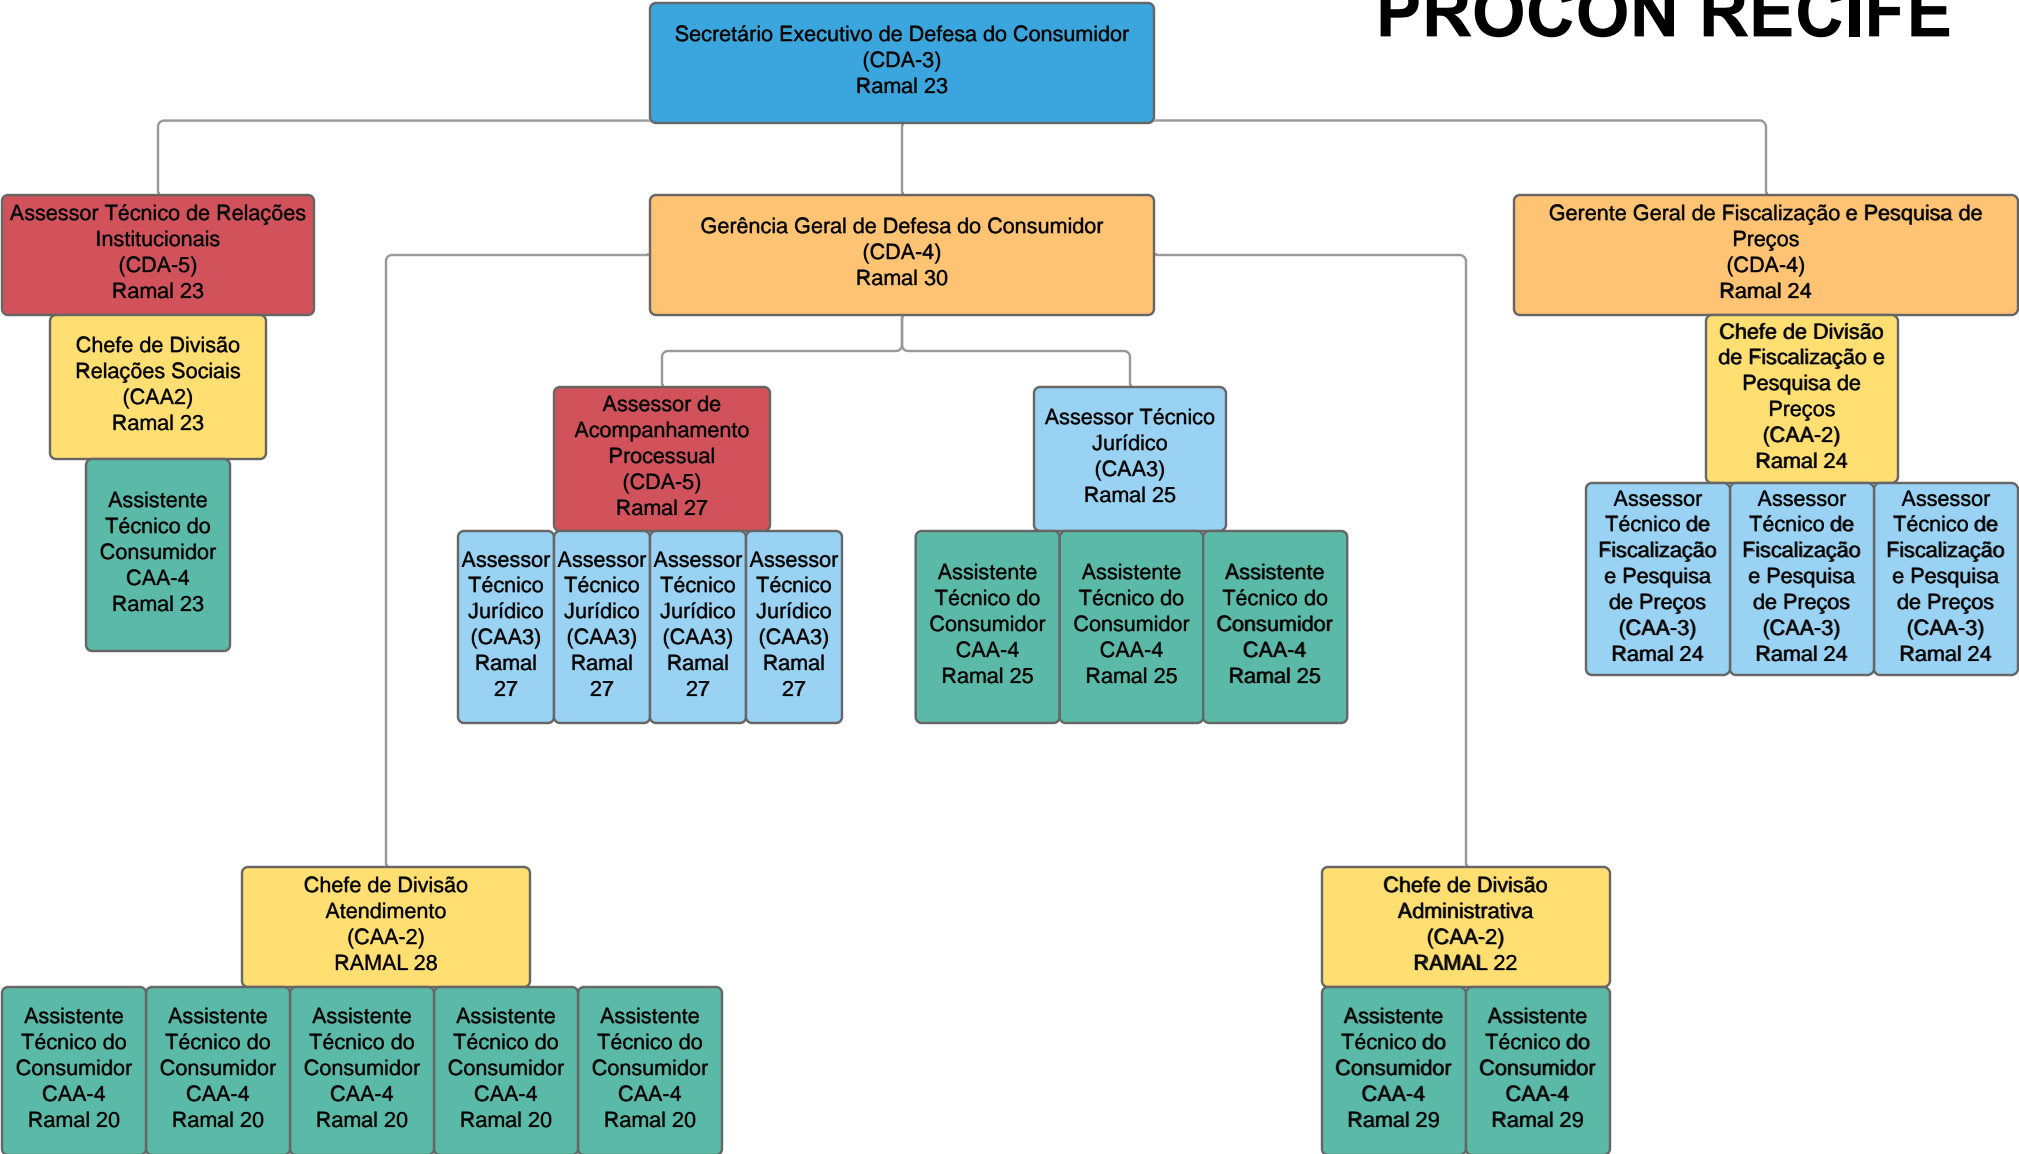 PROCON RECIFE
Secretário Executivo de Defesa do Consumidor
(CDA-3)
Ramal 23
Assessor Técnico de Relações
Institucionais
(CDA-5)
Ramal 23
Gerência Geral de Defesa do Consumidor
(CDA-4)
Ramal 30
Gerente Geral de Fiscalização e Pesquisa de
Preços
(CDA-4)
Ramal 24
Chefe de Divisão
Relações Sociais
(CAA2)
Ramal 23
Chefe de Divisão
de Fiscalização e
Pesquisa de
Preços
(CAA-2)
Ramal 24
Assessor de
Acompanhamento
Processual
(CDA-5)
Ramal 27
Assessor Técnico
Jurídico
(CAA3)
Ramal 25
Assistente
Técnico do
Consumidor
CAA-4
Ramal 23
Assessor
Técnico
Jurídico
(CAA3)
Ramal
27
Assessor
Técnico
Jurídico
(CAA3)
Ramal
27
Assessor
Técnico
Jurídico
(CAA3)
Ramal
27
Assessor
Técnico
Jurídico
(CAA3)
Ramal
27
Assistente
Técnico do
Consumidor
CAA-4
Ramal 25
Assistente
Técnico do
Consumidor
CAA-4
Ramal 25
Assistente
Técnico do
Consumidor
CAA-4
Ramal 25
Assessor
Técnico de
Fiscalização
e Pesquisa
de Preços
(CAA-3)
Ramal 24
Assessor
Técnico de
Fiscalização
e Pesquisa
de Preços
(CAA-3)
Ramal 24
Assessor
Técnico de
Fiscalização
e Pesquisa
de Preços
(CAA-3)
Ramal 24
Chefe de Divisão
Atendimento
(CAA-2)
RAMAL 28
Chefe de Divisão
Administrativa
(CAA-2)
RAMAL 22
Assistente
Técnico do
Consumidor
CAA-4
Ramal 20
Assistente
Técnico do
Consumidor
CAA-4
Ramal 20
Assistente
Técnico do
Consumidor
CAA-4
Ramal 20
Assistente
Técnico do
Consumidor
CAA-4
Ramal 20
Assistente
Técnico do
Consumidor
CAA-4
Ramal 20
Assistente
Técnico do
Consumidor
CAA-4
Ramal 29
Assistente
Técnico do
Consumidor
CAA-4
Ramal 29